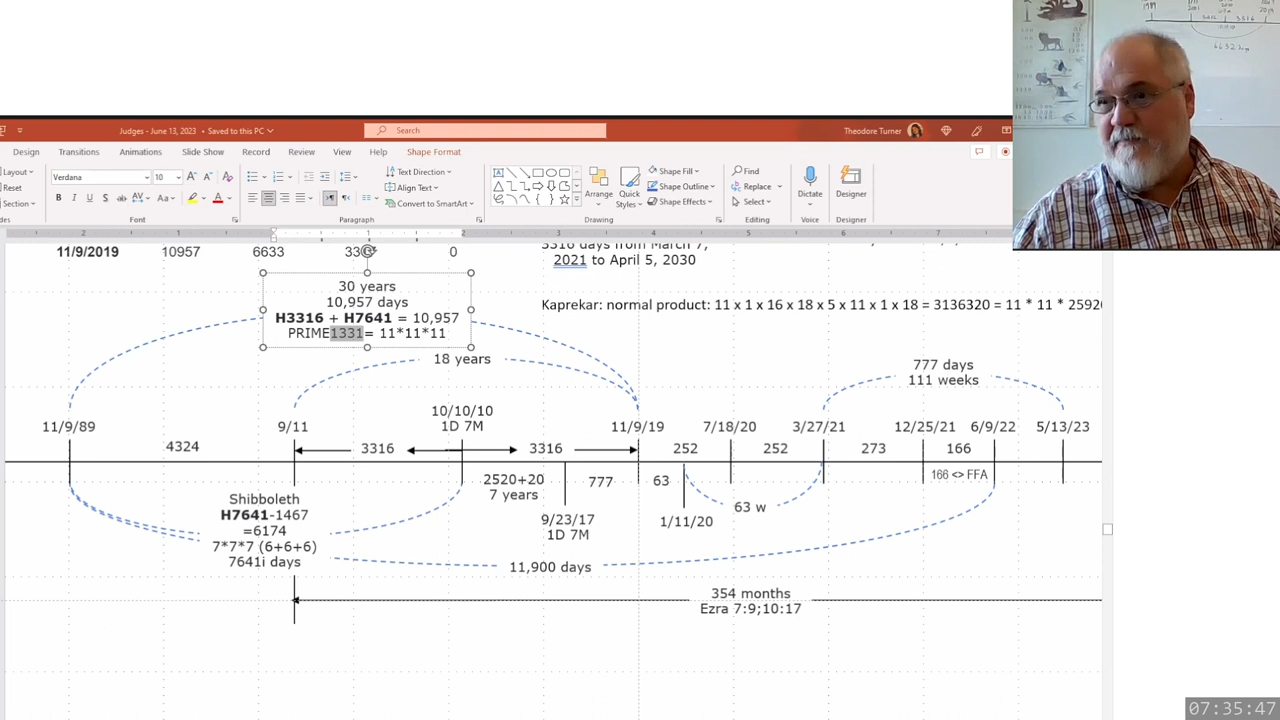 Judges - June 13, 2023 • Saved to this PC
Search
Theodore Turner
Design Transitions Animations Slide Show Record Review View Help Shape Format
Layout
Reset
Section
Verdana 10
Text Direction
Align Text
Convert to SmartArt
Arrange
Quick
Styles
Shape Fill
Shape Outline
Shape Effects
Find
Replace
Select
Dictate
Designer
Font Paragraph Drawing Editing Voice Designer
11/9/2019 10957 6633 0
3316 days from March 7,
2021 to April 5, 2030
30 years
10,957 days
H3316 + H7641 = 10,957
PRIME1331= 11*11*11
Kaprekar: normal product: 11 x 1 x 16 x 18 x 5 x 11 x 1 x 18 = 3136320 = 11 * 11 * 25920
18 years
777 days
111 weeks
11/9/89
9/11
10/10/10
1D 7M
11/9/19
7/18/20
3/27/21
12/25/21
6/9/22
5/13/23
4324
3316
3316
252
252
273
166
2520+20
7 years
777
63
166 <> FFA
9/23/17
1D 7M
1/11/20
63 w
Shibboleth
H7641-1467
=6174
7*7*7 (6+6+6)
7641i days
11,900 days
354 months
Ezra 7:9;10:17
07:35:47